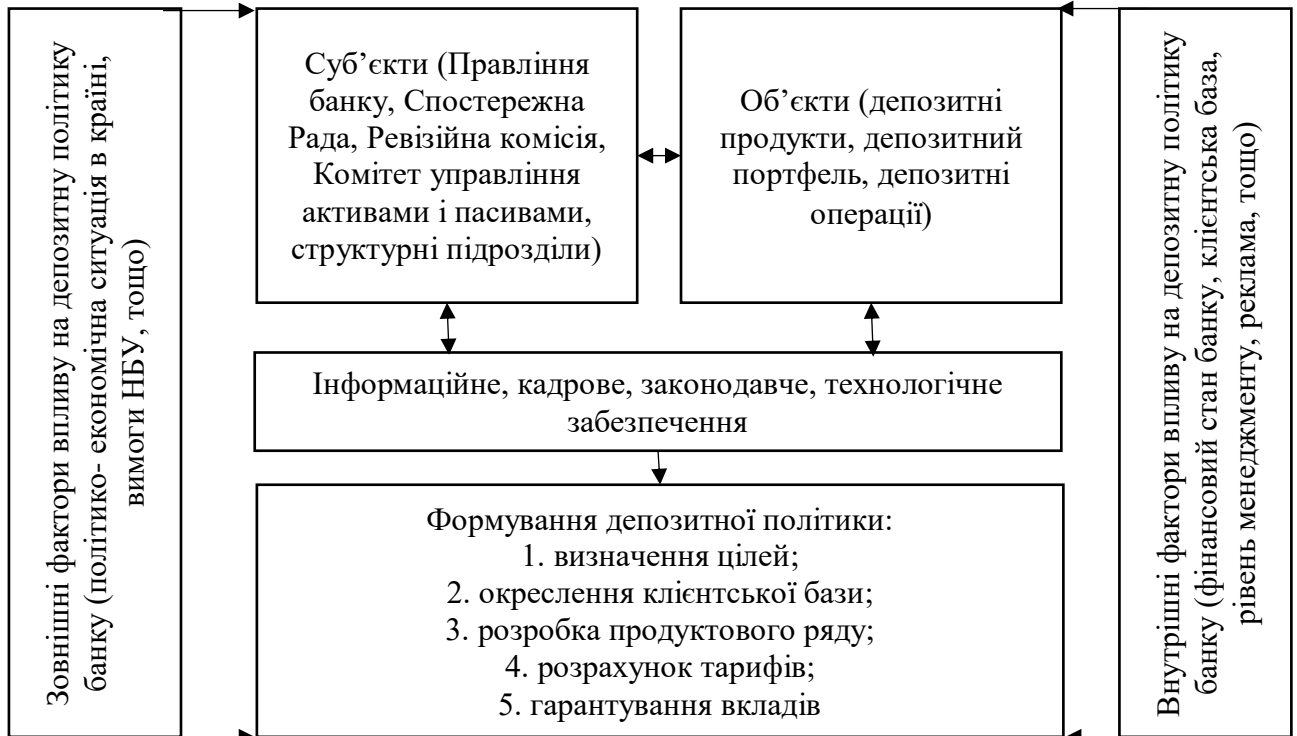 Зовнішні фактори впливу на депозитну політику
банку (політико- економічна ситуація в країні,
вимоги НБУ, тощо)
Суб’єкти (Правління
банку, Спостережна
Рада, Ревізійна комісія,
Комітет управління
активами і пасивами,
структурні підрозділи)
Об’єкти (депозитні
продукти, депозитний
портфель, депозитні
операції)
Інформаційне, кадрове, законодавче, технологічне
забезпечення
Формування депозитної політики:
1. визначення цілей;
2. окреслення клієнтської бази;
3. розробка продуктового ряду;
4. розрахунок тарифів;
5. гарантування вкладів
Внутрішні фактори впливу на депозитну політику
банку (фінансовий стан банку, клієнтська база,
рівень менеджменту, реклама, тощо)